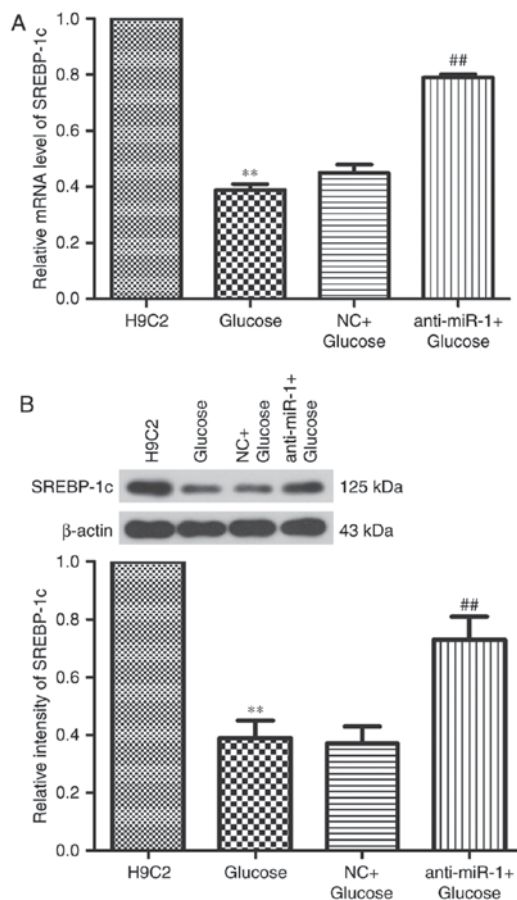 A
Relative mRNA level of SREBP-1c
1.0
0.8
0.6
0.4
0.2
0.0
**
##
H9C2
Glucose
NC+
Glucose
anti-miR-1+
Glucose
B
H9C2
Glucose
NC+
Glucose
anti-miR-1+
Glucose
SREBP-1c
125 kDa
β-actin
43 kDa
Relative intensity of SREBP-1c
1.0
0.8
0.6
0.4
0.2
0.0
**
##
H9C2
Glucose
NC+
Glucose
anti-miR-1+
Glucose